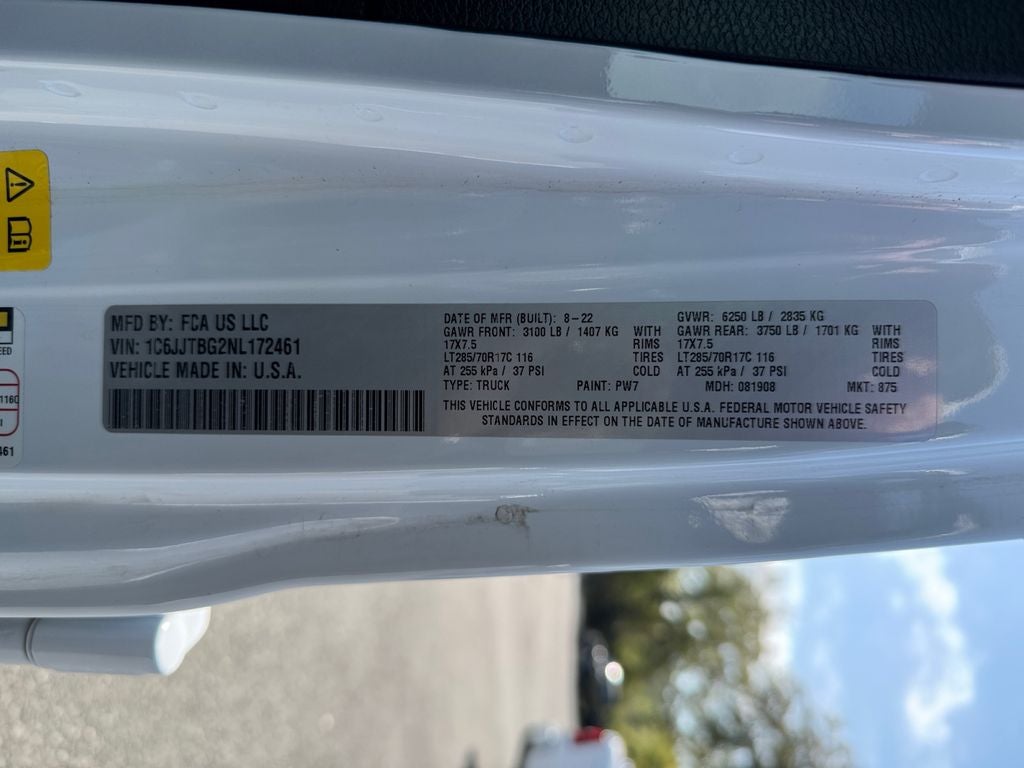 MFD BY: FCA US LLC
VIN: 1C6JJTBG2NL172461
VEHICLE MADE IN: U.S.A.
DATE OF MFR (BUILT): 8-22
GAWR FRONT: 3100 LB / 1407 KG WITH
17X7.5 RIMS
LT285/70R17C 116 TIRES
AT 255 kPa / 37 PSI COLD
TYPE: TRUCK PAINT: PW7
GVWR: 6250 LB / 2835 KG
GAWR REAR: 3750 LB / 1701 KG WITH
17X7.5 RIMS
LT285/70R17C 116 TIRES
AT 255 kPa / 37 PSI COLD
MDH: 081908 MKT: 875
THIS VEHICLE CONFORMS TO ALL APPLICABLE U.S.A. FEDERAL MOTOR VEHICLE SAFETY
STANDARDS IN EFFECT ON THE DATE OF MANUFACTURE SHOWN ABOVE.
461